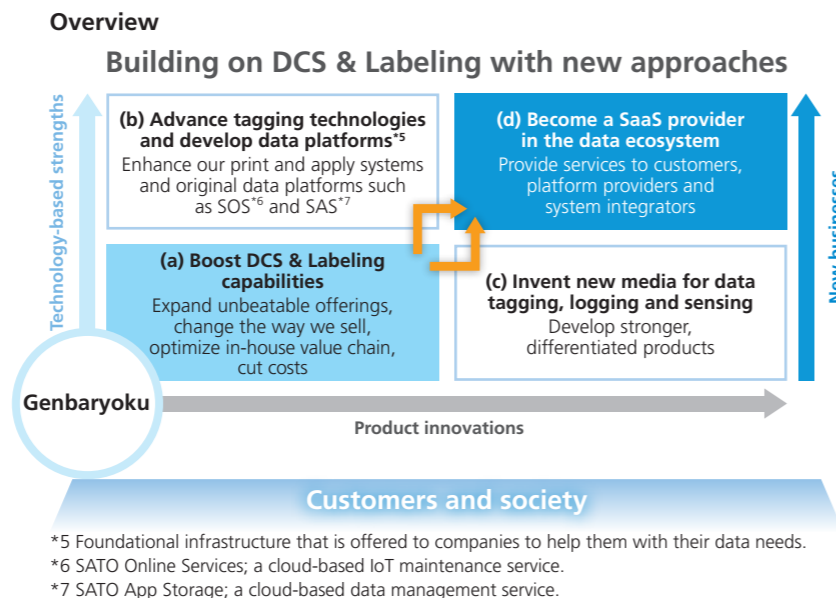 Overview
Building on DCS & Labeling with new approaches
Technology-based strengths
(b) Advance tagging technologies
and develop data platforms*5
Enhance our print and apply systems
and original data platforms such
as SOS*6 and SAS*7
(d) Become a SaaS provider
in the data ecosystem
Provide services to customers,
platform providers and
system integrators
(a) Boost DCS & Labeling
capabilities
Expand unbeatable offerings,
change the way we sell,
optimize in-house value chain,
cut costs
(c) Invent new media for data
tagging, logging and sensing
Develop stronger,
differentiated products
New businesses
Genbaryoku
Product innovations
Customers and society
*5 Foundational infrastructure that is offered to companies to help them with their data needs.
*6 SATO Online Services; a cloud-based IoT maintenance service.
*7 SATO App Storage; a cloud-based data management service.